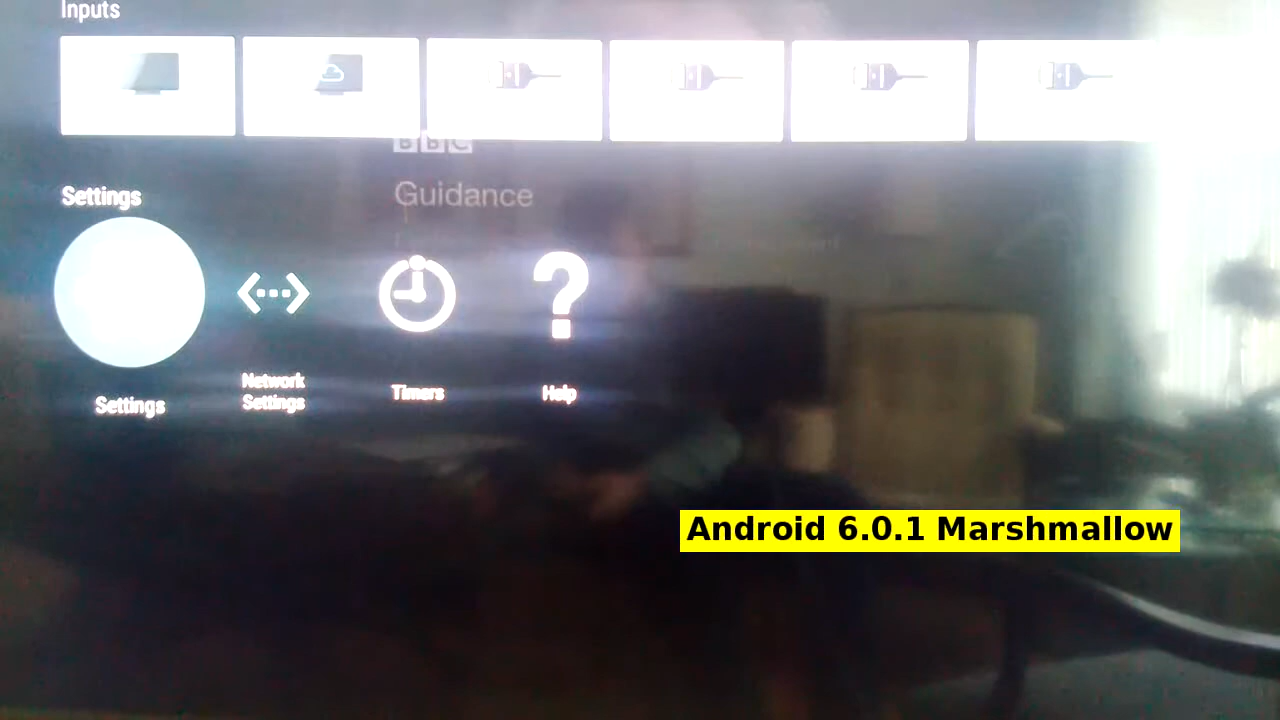 Inputs
BBC
Settings
Guidance
Settings
Network
Settings
Timers
Help
Android 6.0.1 Marshmallow